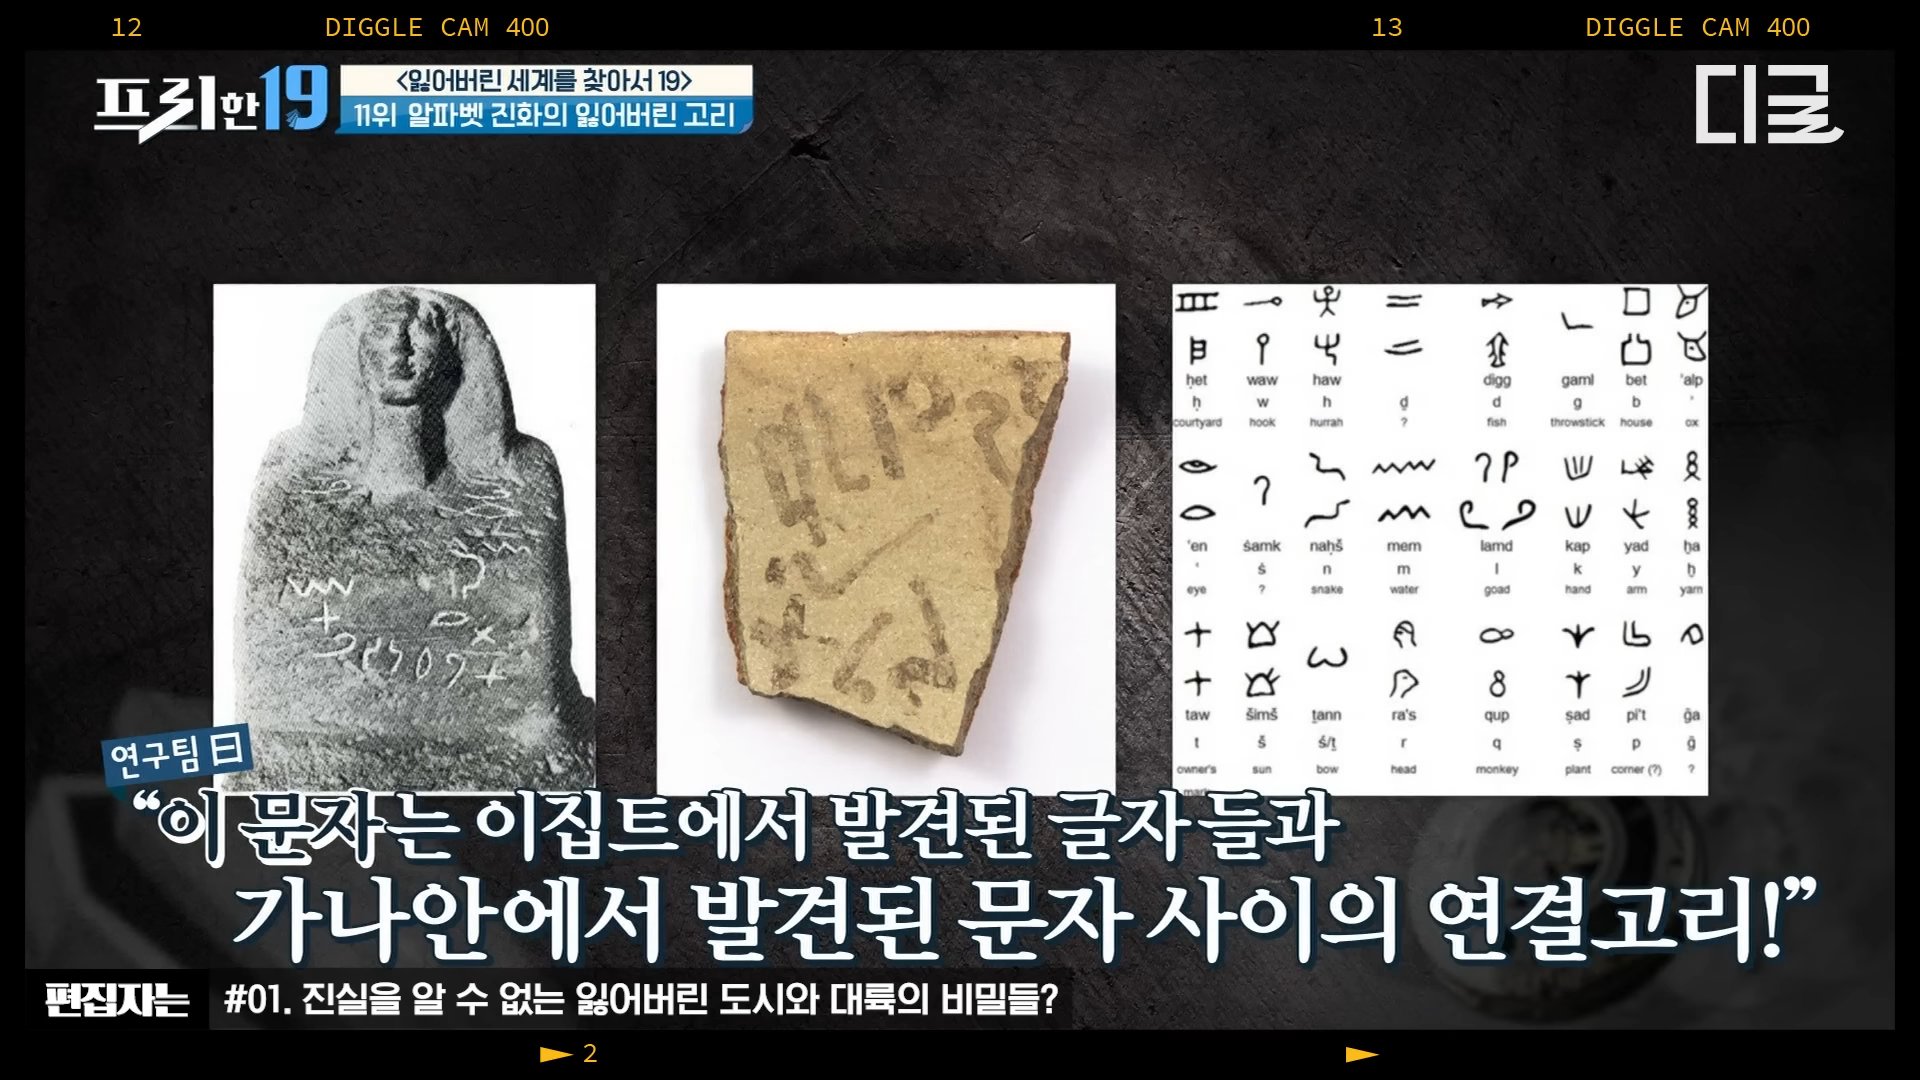 12 DIGGLE CAM 400 13 DIGGLE CAM 400
프리한19
<잃어버린 세계를 찾아서 19>
11위 알파벳 진화의 잃어버린 고리
디글
ḥet waw haw digg gaml bet 'alp
ḥ w h ḏ d g b '
courtyard hook hurrah ? fish throwstick house ox
'en śamk naḥš mem lamd kap yad ḫa
' ś n m l k y ḫ
eye ? snake water goad hand arm yarn
taw šimš ṯann ra's qup ṣad pi't ġa
t š ś/ṯ r q ṣ p ġ
owner's sun bow head monkey plant corner (?) ?
mark
연구팀 曰
“이 문자는 이집트에서 발견된 글자들과
가나안에서 발견된 문자 사이의 연결고리!”
편집자는 #01. 진실을 알 수 없는 잃어버린 도시와 대륙의 비밀들?
2